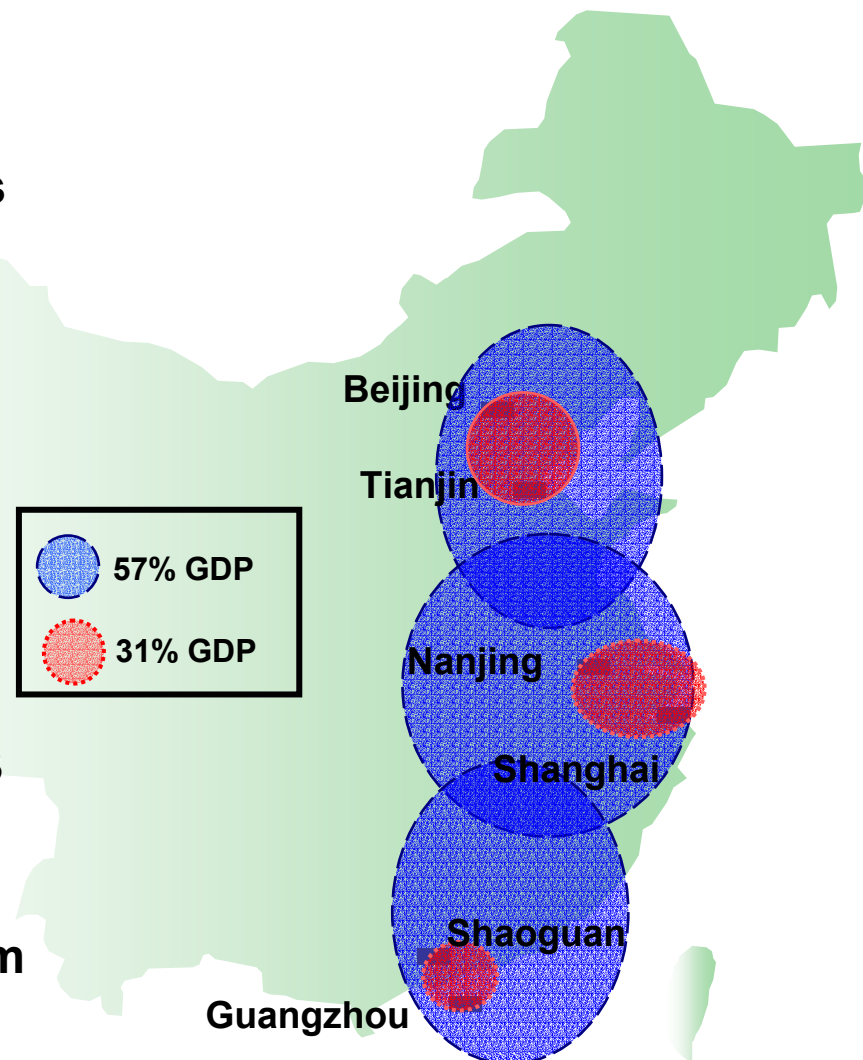 s
Beijing
Tianjin
57% GDP
31% GDP
Nanjing
s
Shanghai
Shaoguan
m
Guangzhou